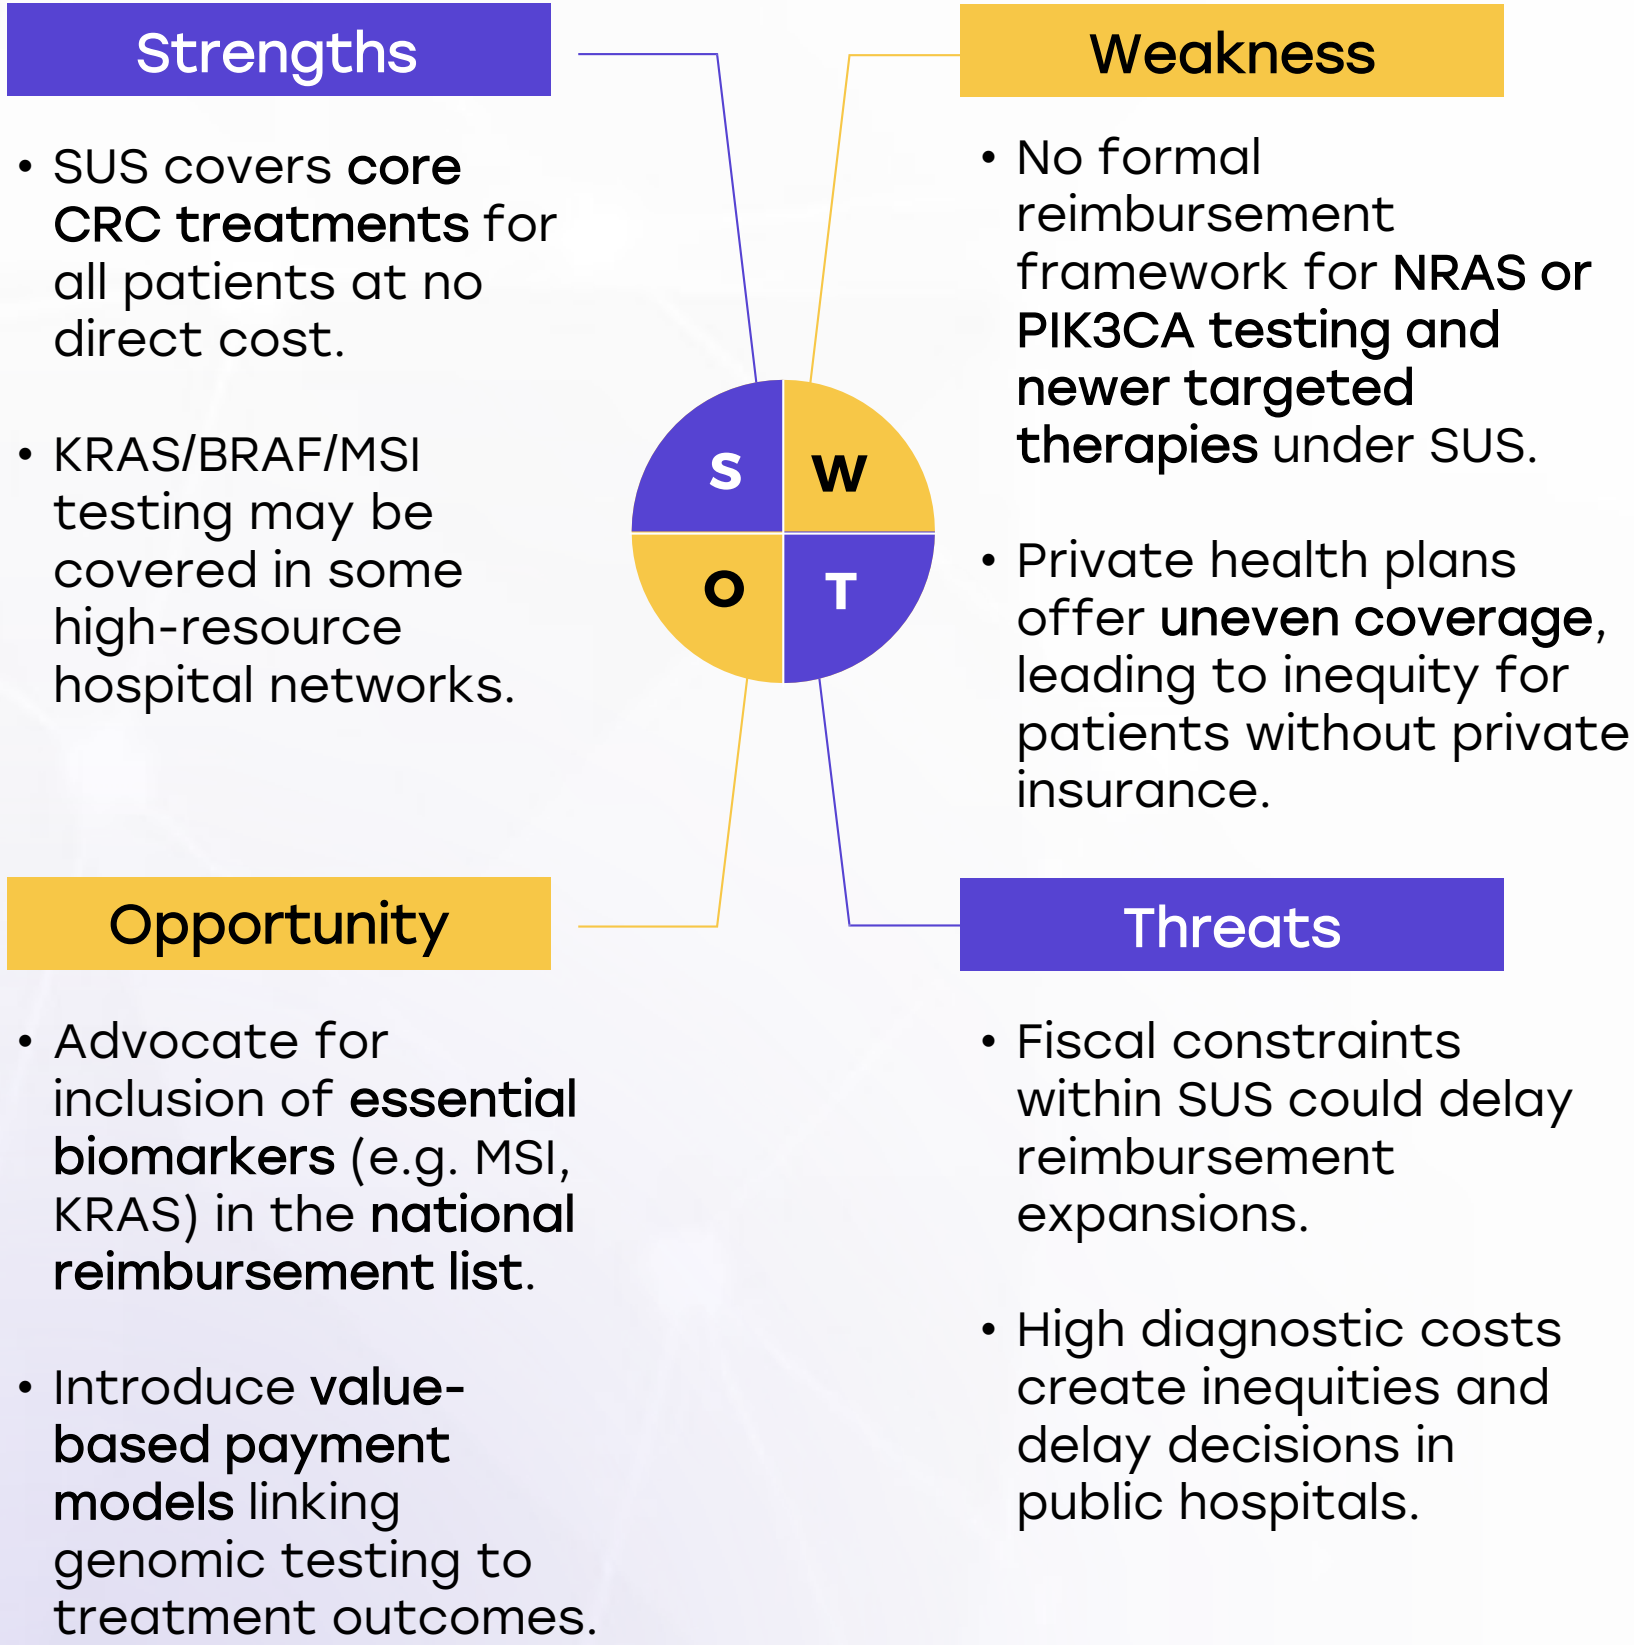 Strengths
• SUS covers core
CRC treatments for
all patients at no
direct cost.
• KRAS/BRAF/MSI
testing may be
covered in some
high-resource
hospital networks.
Weakness
• No formal
reimbursement
framework for NRAS or
PIK3CA testing and
newer targeted
therapies under SUS.
• Private health plans
offer uneven coverage,
leading to inequity for
patients without private
insurance.
S
W
O
T
Opportunity
• Advocate for
inclusion of essential
biomarkers (e.g. MSI,
KRAS) in the national
reimbursement list.
• Introduce value-
based payment
models linking
genomic testing to
treatment outcomes.
Threats
• Fiscal constraints
within SUS could delay
reimbursement
expansions.
• High diagnostic costs
create inequities and
delay decisions in
public hospitals.